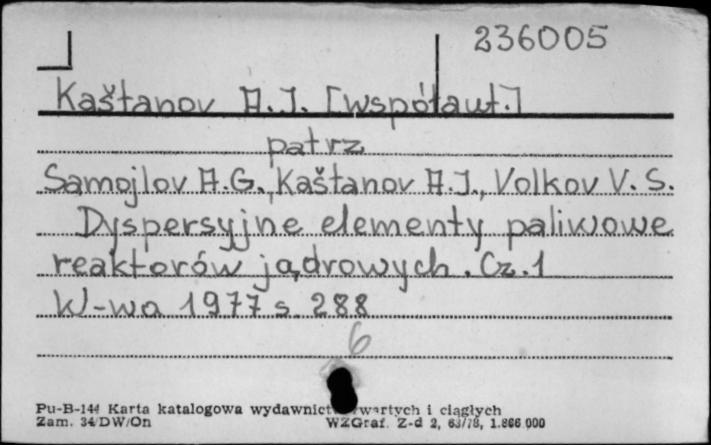 236005
Kaštanov A.I. [współaut.]
patrz
Samojlov A.G., Kaštanov A.I., Volkov V.S.
Dyspersyjne elementy paliwowe
reaktorów jądrowych. Cz. 1
W-wa 1977 s. 288
6
Pu-B-144 Karta katalogowa wydawnict zwartych i ciągłych
Zam. 34/DW/On WZGraf. Z-d 2, 63/78, 1.866 000